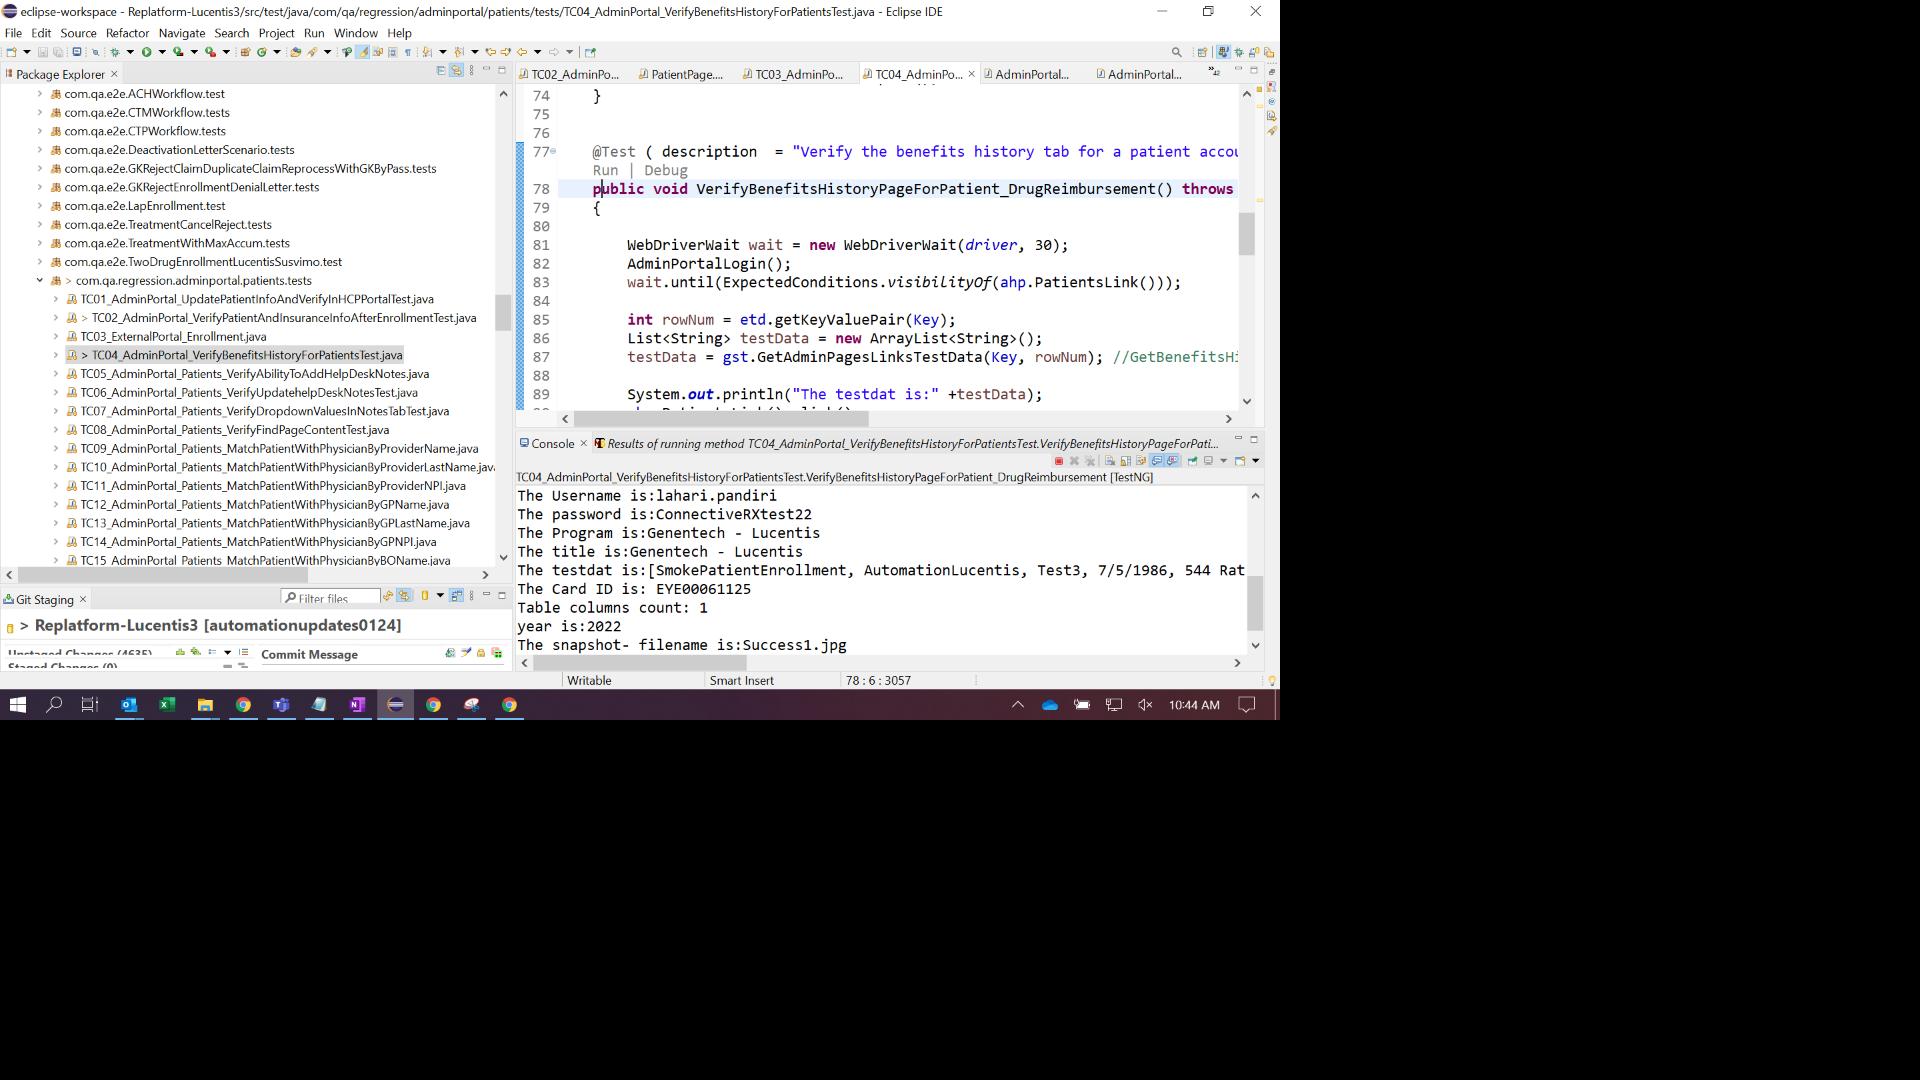 eclipse-workspace - Replatform-Lucentis3/src/test/java/com/qa/regression/adminportal/patients/tests/TC04_AdminPortal_VerifyBenefitsHistoryForPatientsTest.java - Eclipse IDE
File Edit Source Refactor Navigate Search Project Run Window Help
Package Explorer
com.qa.e2e.ACHWorkflow.test
com.qa.e2e.CTMWorkflow.tests
com.qa.e2e.CTPWorkflow.tests
com.qa.e2e.DeacivationLetterScenario.tests
com.qa.e2e.GKRejectClaimDuplicateClaimReprocessWithGKByPass.tests
com.qa.e2e.GKRejectEnrollmentDenialLetter.tests
com.qa.e2e.LapEnrollment.test
com.qa.e2e.TreatmentCancelReject.tests
com.qa.e2e.TreatmentWithMaxAccum.tests
com.qa.e2e.TwoDrugEnrollmentLucentisSusvimo.test
> com.qa.regression.adminportal.patients.tests
TC01_AdminPortal_UpdatePatientInfoAndVerifyInHCPPortalTest.java
> TC02_AdminPortal_VerifyPatientAndInsuranceInfoAfterEnrollmentTest.java
TC03_ExternalPortal_Enrollment.java
> TC04_AdminPortal_VerifyBenefitsHistoryForPatientsTest.java
TC05_AdminPortal_Patients_VerifyAbilityToAddHelpDeskNotes.java
TC06_AdminPortal_Patients_VerifyUpdatehelpDeskNotesTest.java
TC07_AdminPortal_Patients_VerifyDropdownValuesInNotesTabTest.java
TC08_AdminPortal_Patients_VerifyFindPageContentTest.java
TC09_AdminPortal_Patients_MatchPatientWithPhysicianByProviderName.java
TC10_AdminPortal_Patients_MatchPatientWithPhysicianByProviderLastName.java
TC11_AdminPortal_Patients_MatchPatientWithPhysicianByProviderNPI.java
TC12_AdminPortal_Patients_MatchPatientWithPhysicianByGPName.java
TC13_AdminPortal_Patients_MatchPatientWithPhysicianByGPLastName.java
TC14_AdminPortal_Patients_MatchPatientWithPhysicianByGPNPI.java
TC15_AdminPortal_Patients_MatchPatientWithPhysicianByBOName.java
Git Staging
Filter files
> Replatform-Lucentis3 [automationupdates0124]
Unstaged Changes (4635)
Staged Changes (0)
Commit Message
TC02_AdminPo... PatientPage.... TC03_AdminPo... TC04_AdminPo... AdminPortal... AdminPortal... »42
74 }
75
76
77 @Test ( description = "Verify the benefits history tab for a patient accou
Run | Debug
78 public void VerifyBenefitsHistoryPageForPatient_DrugReimbursement() throws
79 {
80
81 WebDriverWait wait = new WebDriverWait(driver, 30);
82 AdminPortalLogin();
83 wait.until(ExpectedConditions.visibilityOf(ahp.PatientsLink()));
84
85 int rowNum = etd.getKeyValuePair(Key);
86 List<String> testData = new ArrayList<String>();
87 testData = gst.GetAdminPagesLinksTestData(Key, rowNum); //GetBenefitsHi
88
89 System.out.println("The testdat is:" +testData);
Console Results of running method TC04_AdminPortal_VerifyBenefitsHistoryForPatientsTest.VerifyBenefitsHistoryPageForPati...
TC04_AdminPortal_VerifyBenefitsHistoryForPatientsTest.VerifyBenefitsHistoryPageForPatient_DrugReimbursement [TestNG]
The Username is:lahari.pandiri
The password is:ConnectiveRXtest22
The Program is:Genentech - Lucentis
The title is:Genentech - Lucentis
The testdat is:[SmokePatientEnrollment, AutomationLucentis, Test3, 7/5/1986, 544 Rat
The Card ID is: EYE00061125
Table columns count: 1
year is:2022
The snapshot- filename is:Success1.jpg
Writable Smart Insert 78 : 6 : 3057
10:44 AM